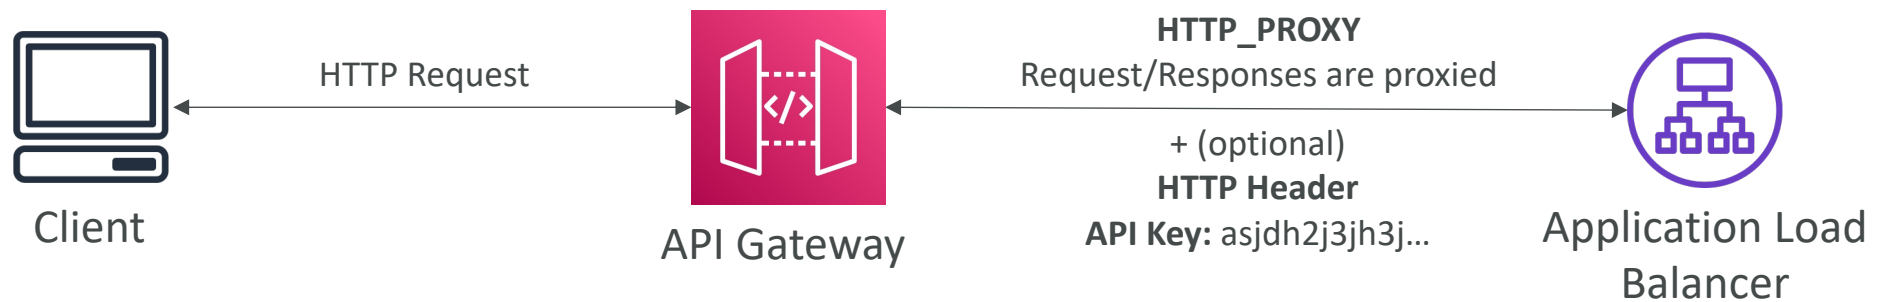 HTTP Request
Client
</>
API Gateway
HTTP_PROXY
Request/Responses are proxied
+ (optional)
HTTP Header
API Key: asjdh2j3jh3j...
Application Load
Balancer